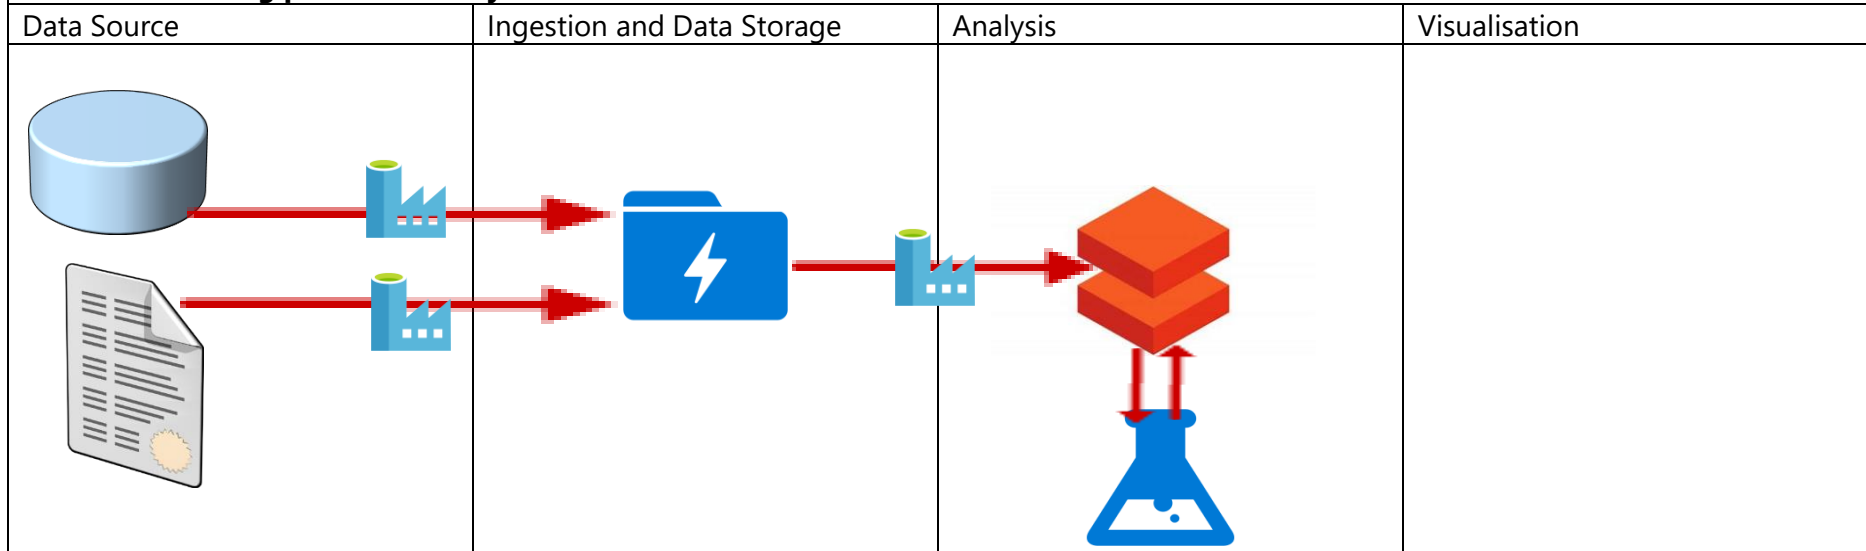 Data Source
Ingestion and Data Storage
Analysis
Visualisation